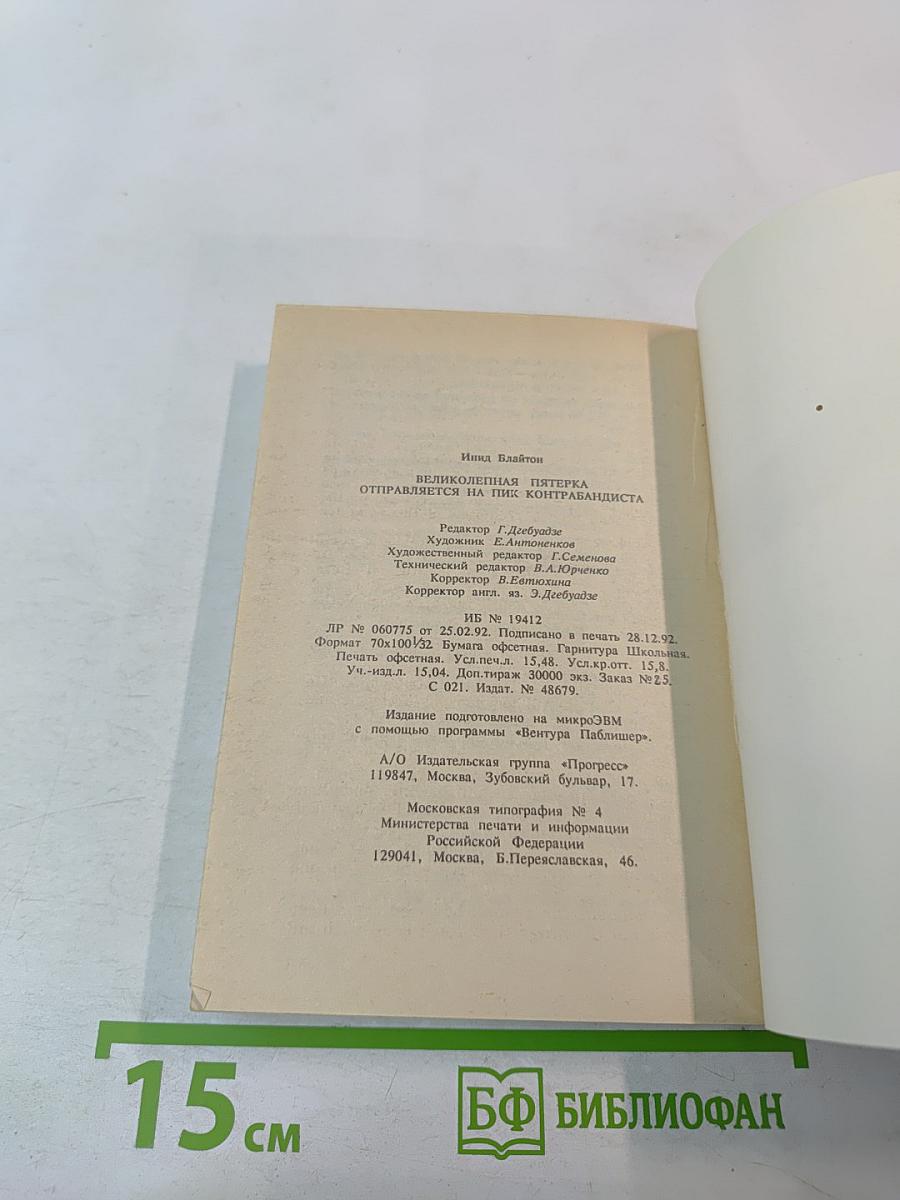 Инид Блайтон
ВЕЛИКОЛЕПНАЯ ПЯТЕРКА
ОТПРАВЛЯЕТСЯ НА ПИК КОНТРАБАНДИСТА
Редактор Г.Дгебуадзе
Художник Е.Антоненков
Художественный редактор Г.Семенова
Технический редактор В.А.Юрченко
Корректор В.Евтюхина
Корректор англ. яз. Э.Дгебуадзе
ИБ № 19412
ЛР № 060775 от 25.02.92. Подписано в печать 28.12.92.
Формат 70х100 1/32 Бумага офсетная. Гарнитура Школьная.
Печать офсетная. Усл.печ.л. 15,48. Усл.кр.отт. 15,8.
Уч.-изд.л. 15,04. Доп.тираж 30000 экз. Заказ №25.
С 021. Издат. № 48679.
Издание подготовлено на микроЭВМ
с помощью программы «Вентура Паблишер».
А/О Издательская группа «Прогресс»
119847, Москва, Зубовский бульвар, 17.
Московская типография № 4
Министерства печати и информации
Российской Федерации
129041, Москва, Б.Переяславская, 46.
15 см
БФ БИБЛИОФАН